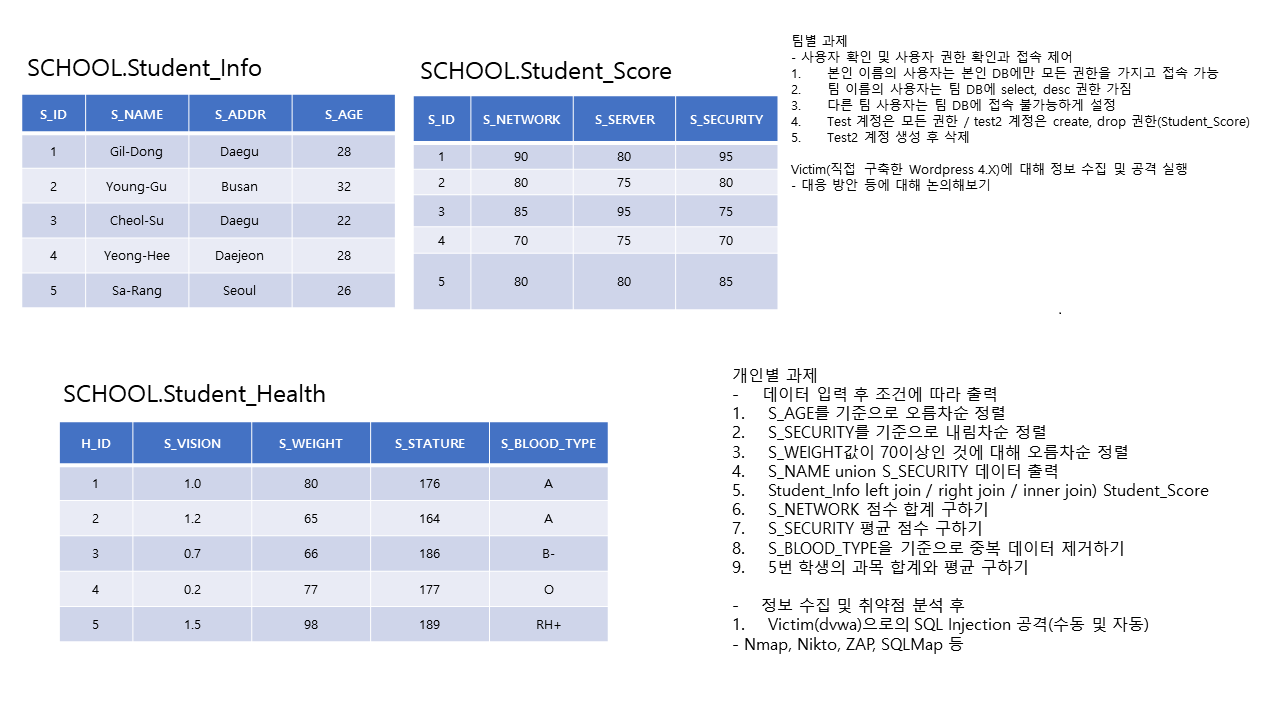 SCHOOL.Student_Info
S_ID S_NAME S_ADDR S_AGE
1 Gil-Dong Daegu 28
2 Young-Gu Busan 32
3 Cheol-Su Daegu 22
4 Yeong-Hee Daejeon 28
5 Sa-Rang Seoul 26
SCHOOL.Student_Score
S_ID S_NETWORK S_SERVER S_SECURITY
1 90 80 95
2 80 75 80
3 85 95 75
4 70 75 70
5 80 80 85
팀별 과제
- 사용자 확인 및 사용자 권한 확인과 접속 제어
1. 본인 이름의 사용자는 본인 DB에만 모든 권한을 가지고 접속 가능
2. 팀 이름의 사용자는 팀 DB에 select, desc 권한 가짐
3. 다른 팀 사용자는 팀 DB에 접속 불가능하게 설정
4. Test 계정은 모든 권한 / test2 계정은 create, drop 권한(Student_Score)
5. Test2 계정 생성 후 삭제
Victim(직접 구축한 Wordpress 4.X)에 대해 정보 수집 및 공격 실행
- 대응 방안 등에 대해 논의해보기
.
SCHOOL.Student_Health
H_ID S_VISION S_WEIGHT S_STATURE S_BLOOD_TYPE
1 1.0 80 176 A
2 1.2 65 164 A
3 0.7 66 186 B-
4 0.2 77 177 O
5 1.5 98 189 RH+
개인별 과제
- 데이터 입력 후 조건에 따라 출력
1. S_AGE를 기준으로 오름차순 정렬
2. S_SECURITY를 기준으로 내림차순 정렬
3. S_WEIGHT값이 70이상인 것에 대해 오름차순 정렬
4. S_NAME union S_SECURITY 데이터 출력
5. Student_Info left join / right join / inner join) Student_Score
6. S_NETWORK 점수 합계 구하기
7. S_SECURITY 평균 점수 구하기
8. S_BLOOD_TYPE을 기준으로 중복 데이터 제거하기
9. 5번 학생의 과목 합계와 평균 구하기
- 정보 수집 및 취약점 분석 후
1. Victim(dvwa)으로의 SQL Injection 공격(수동 및 자동)
- Nmap, Nikto, ZAP, SQLMap 등